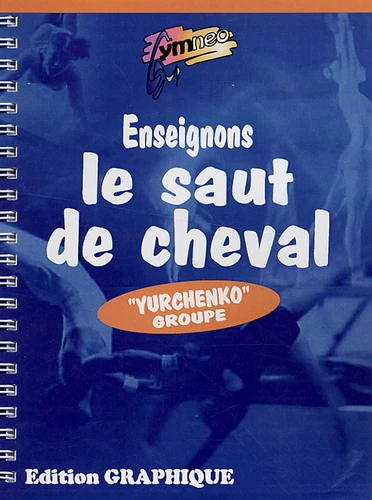 Gymneo
Enseignons
le saut
de cheval
"YURCHENKO"
GROUPE
Edition GRAPHIQUE